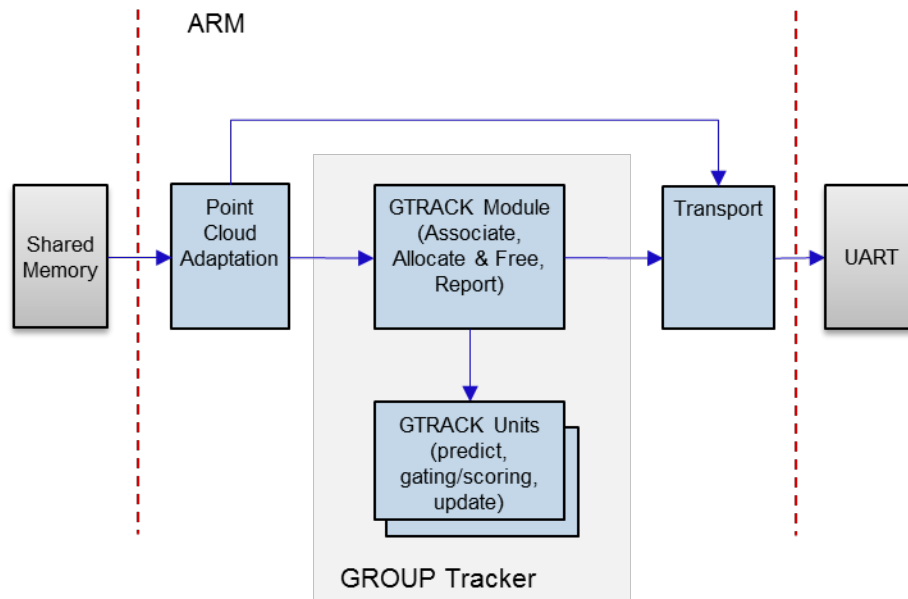 ARM
Shared
Memory
Point
Cloud
Adaptation
GTRACK Module
(Associate,
Allocate & Free,
Report)
Transport
UART
GTRACK Units
(predict,
gating/scoring,
update)
GROUP Tracker